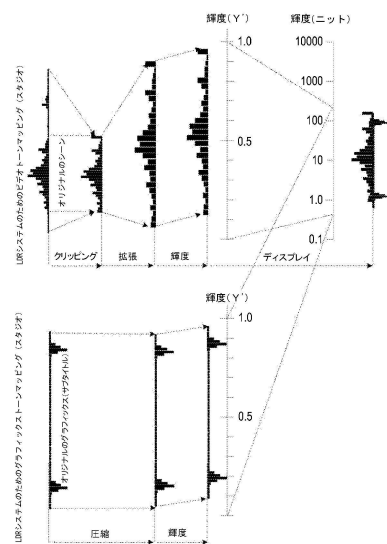 輝度(Y')
輝度(ニット)
1.0
0.5
10000
1000
100
10
1.0
0.1
LDRシステムのためのビデオトーンマッピング (スタジオ)
オリジナルのシーン
クリッピング
拡張
輝度
ディスプレイ
輝度(Y')
1.0
0.5
LDRシステムのためのグラフィックストーンマッピング (スタジオ)
オリジナルのグラフィックス(サブタイトル)
圧縮
輝度